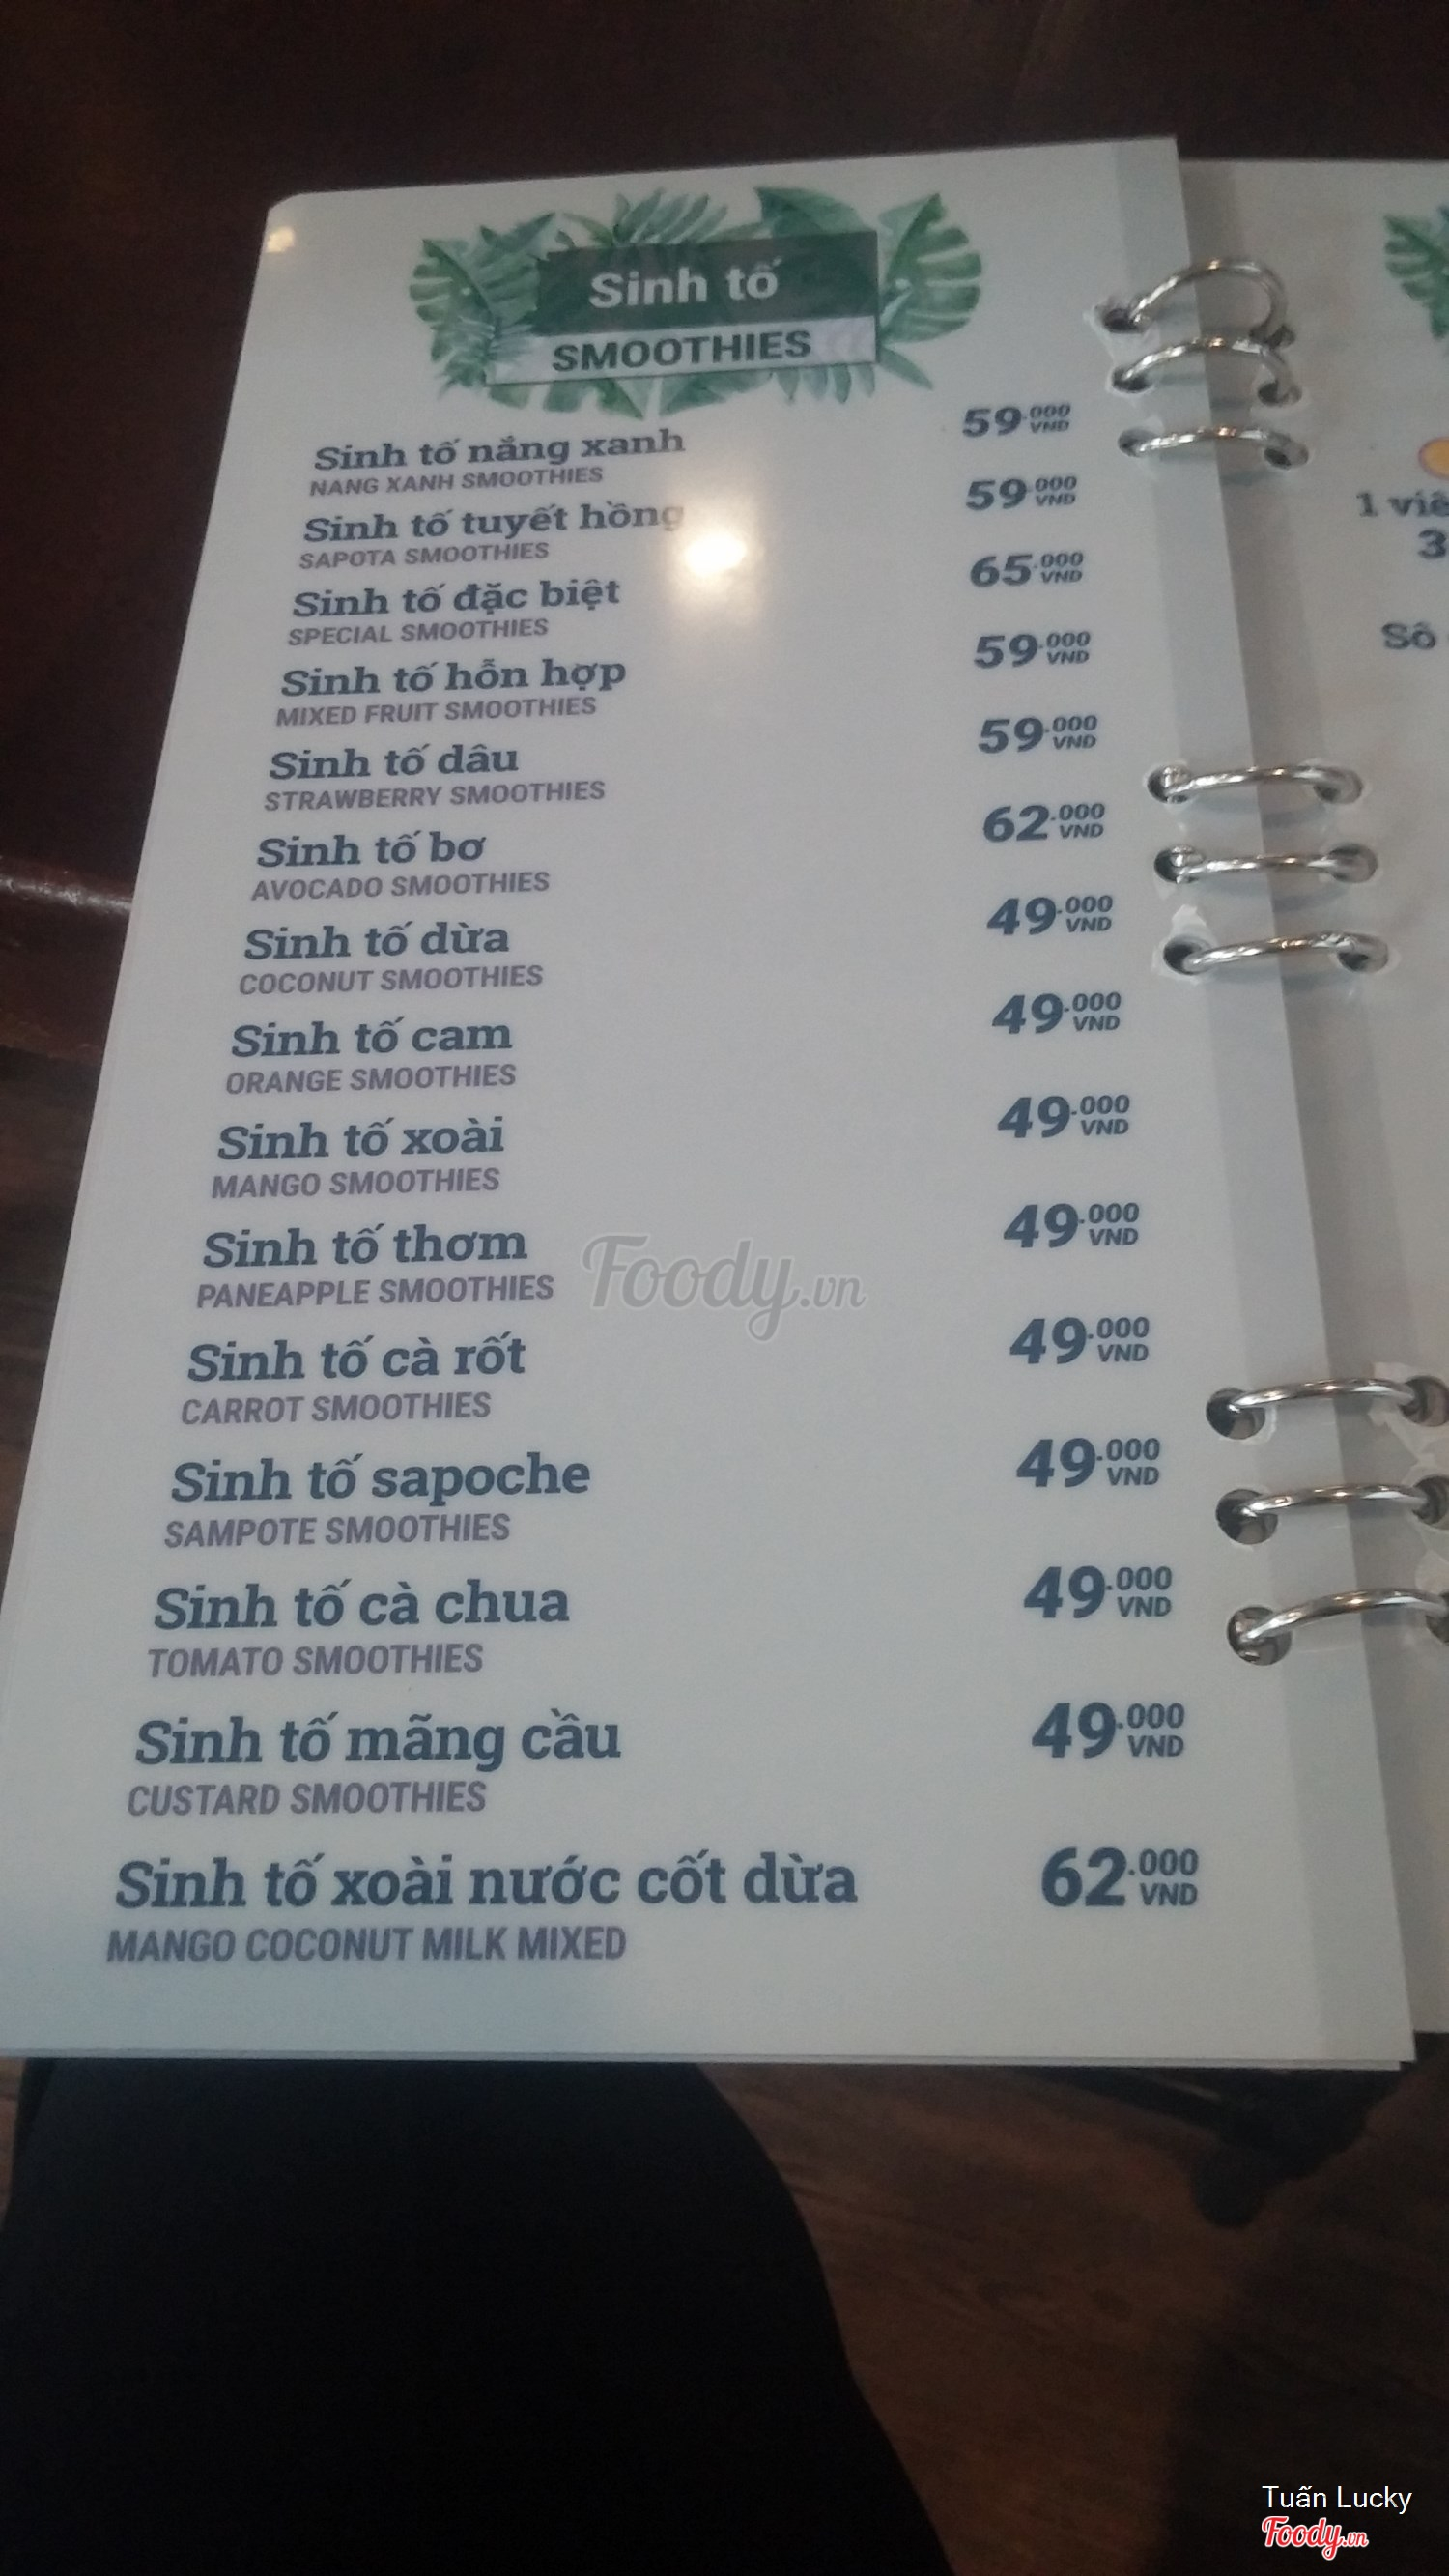 Sinh tố
SMOOTHIES
Sinh tố nắng xanh 59.000 VND
NANG XANH SMOOTHIES
Sinh tố tuyết hồng 59.000 VND
SAPOTA SMOOTHIES
Sinh tố đặc biệt 65.000 VND
SPECIAL SMOOTHIES
Sinh tố hỗn hợp 59.000 VND
MIXED FRUIT SMOOTHIES
Sinh tố dâu 59.000 VND
STRAWBERRY SMOOTHIES
Sinh tố bơ 62.000 VND
AVOCADO SMOOTHIES
Sinh tố dừa 49.000 VND
COCONUT SMOOTHIES
Sinh tố cam 49.000 VND
ORANGE SMOOTHIES
Sinh tố xoài 49.000 VND
MANGO SMOOTHIES
Sinh tố thơm 49.000 VND
PANEAPPLE SMOOTHIES
Sinh tố cà rốt 49.000 VND
CARROT SMOOTHIES
Sinh tố sapoche 49.000 VND
SAMPOTE SMOOTHIES
Sinh tố cà chua 49.000 VND
TOMATO SMOOTHIES
Sinh tố mãng cầu 49.000 VND
CUSTARD SMOOTHIES
Sinh tố xoài nước cốt dừa 62.000 VND
MANGO COCONUT MILK MIXED
1
3
Sô
Foody.vn
Tuấn Lucky
Foody.vn